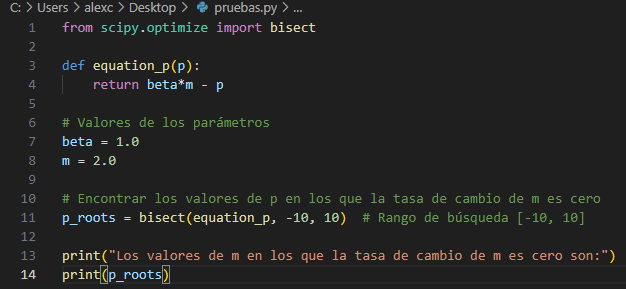 C: > Users > alexc > Desktop > pruebas.py > ...
1 from scipy.optimize import bisect
2
3 def equation_p(p):
4     return beta*m - p
5
6 # Valores de los parámetros
7 beta = 1.0
8 m = 2.0
9
10 # Encontrar los valores de p en los que la tasa de cambio de m es cero
11 p_roots = bisect(equation_p, -10, 10)  # Rango de búsqueda [-10, 10]
12
13 print("Los valores de m en los que la tasa de cambio de m es cero son:")
14 print(p_roots)